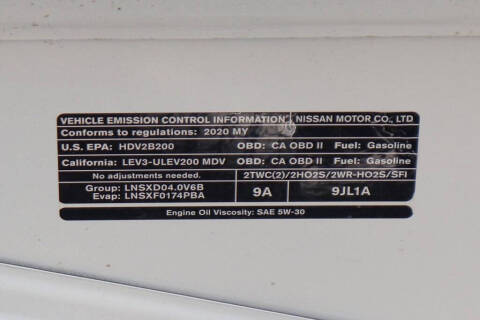 VEHICLE EMISSION CONTROL INFORMATION NISSAN MOTOR CO., LTD
Conforms to regulations: 2020 MY
U.S. EPA: HDV2B200 OBD: CA OBD II Fuel: Gasoline
California: LEV3-ULEV200 MDV OBD: CA OBD II Fuel: Gasoline
No adjustments needed. 2TWC(2)/2HO2S/2WR-HO2S/SFI
Group: LNSXD04.0V6B
Evap: LNSXF0174PBA 9A 9JL1A
Engine Oil Viscosity: SAE 5W-30